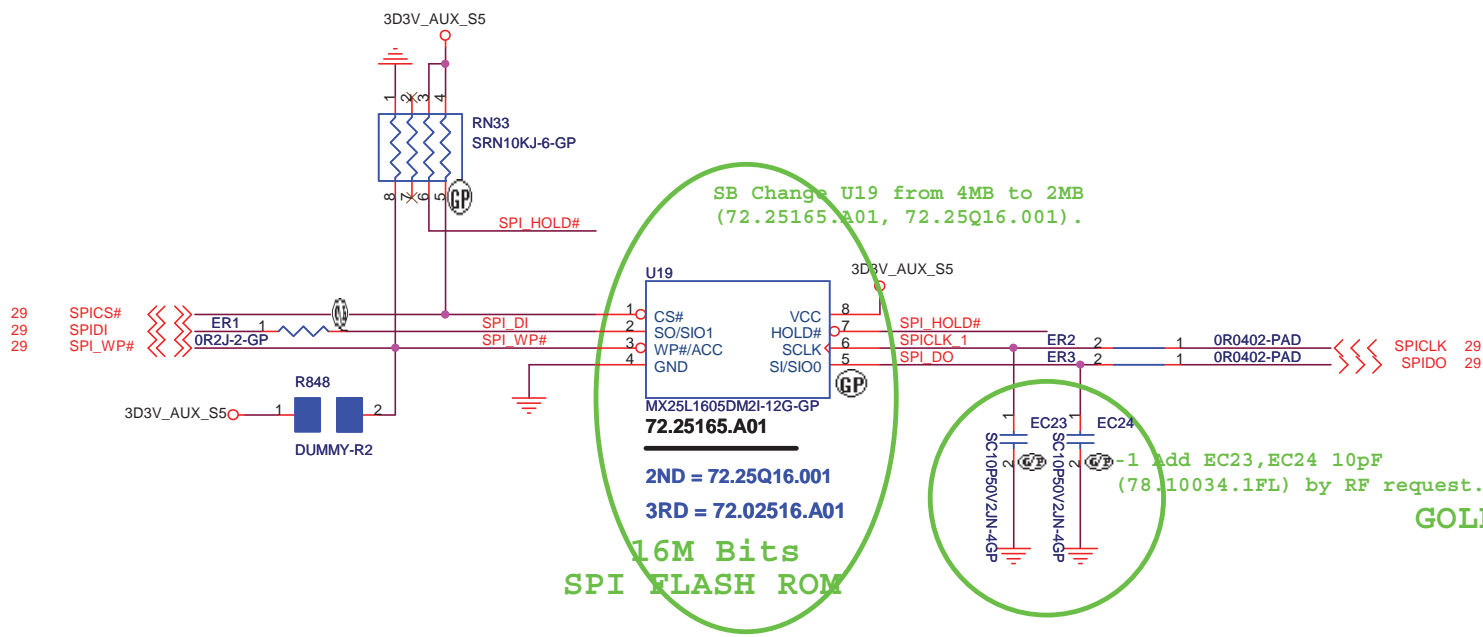 3D3V_AUX_S5
1 2 3 4
RN33
SRN10KJ-6-GP
8 7 6 5
GP
SPI_HOLD#
SB Change U19 from 4MB to 2MB
(72.25165.A01, 72.25Q16.001).
U19
3D3V_AUX_S5
29 SPICS#
29 SPIDI
29 SPI_WP#
ER1 1
0R2J-2-GP
SPI_DI
SPI_WP#
1 CS#
2 SO/SIO1
3 WP#/ACC
4 GND
VCC 8
HOLD# 7
SCLK 6
SI/SIO0 5
SPI_HOLD#
SPICLK_1
SPI_DO
ER2 2 1 0R0402-PAD
ER3 2 1 0R0402-PAD
SPICLK 29
SPIDO 29
GP
R848
3D3V_AUX_S5 1 2
DUMMY-R2
MX25L1605DM2I-12G-GP
72.25165.A01
2ND = 72.25Q16.001
3RD = 72.02516.A01
16M Bits
SPI FLASH ROM
1 EC23
2
SC10P50V2JN-4GP
1 EC24
2
SC10P50V2JN-4GP
-1 Add EC23,EC24 10pF
(78.10034.1FL) by RF request.